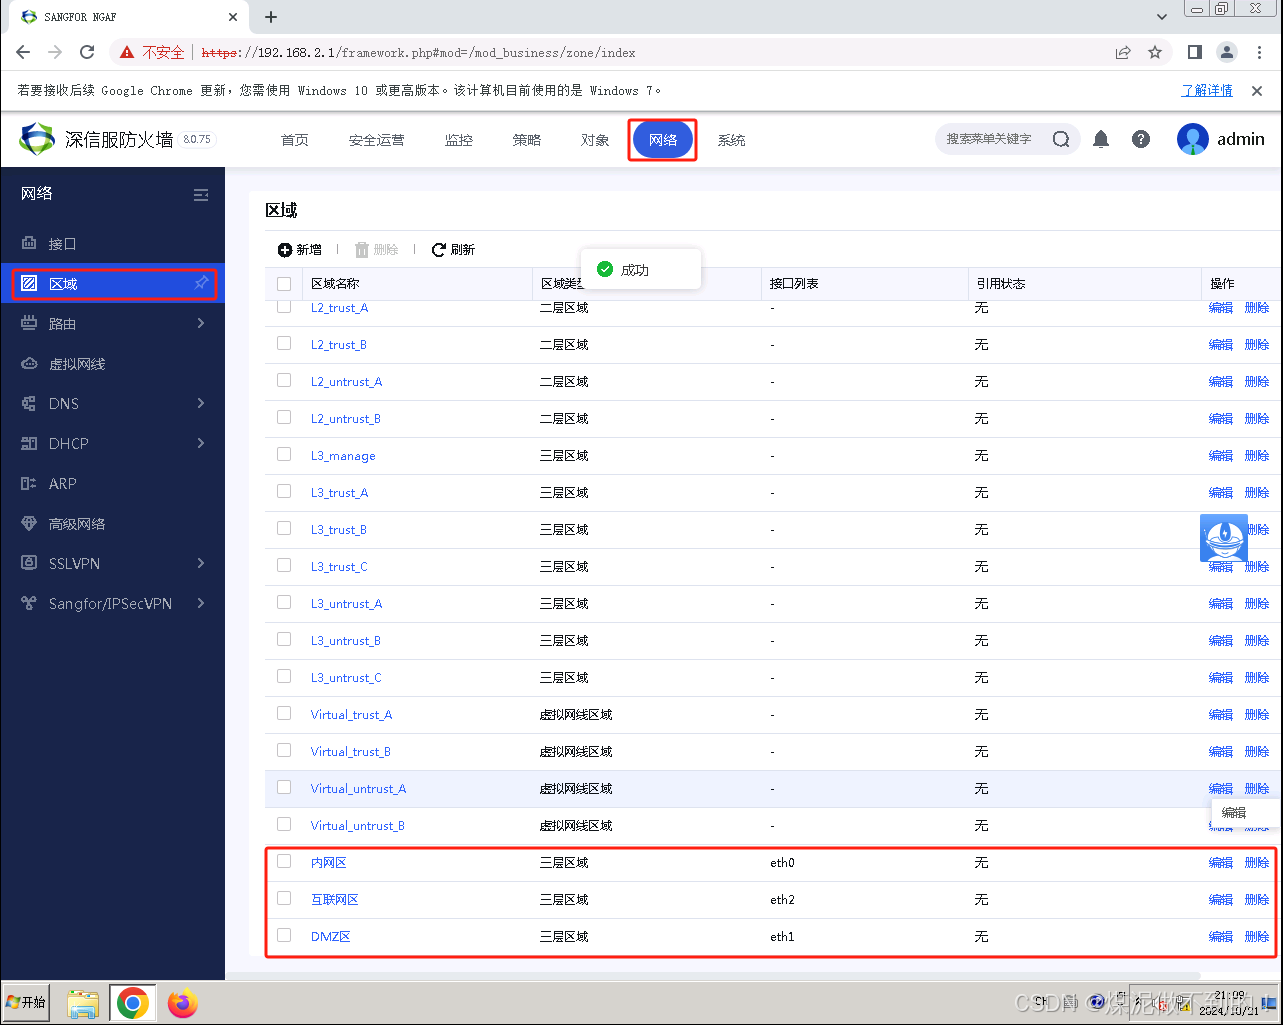 SANGFOR NGAF
不安全 https://192.168.2.1/framework.php#mod=/mod_business/zone/index
若要接收后续 Google Chrome 更新，您需使用 Windows 10 或更高版本。该计算机目前使用的是 Windows 7。 了解详情
深信服防火墙 8.0.75 首页 安全运营 监控 策略 对象 网络 系统 搜索菜单关键字 admin
网络
接口
区域
路由
虚拟网线
DNS
DHCP
ARP
高级网络
SSLVPN
Sangfor/IPSecVPN
区域
新增 删除 刷新
成功
区域名称 区域类型 接口列表 引用状态 操作
L2_trust_A 二层区域 - 无 编辑 删除
L2_trust_B 二层区域 - 无 编辑 删除
L2_untrust_A 二层区域 - 无 编辑 删除
L2_untrust_B 二层区域 - 无 编辑 删除
L3_manage 三层区域 - 无 编辑 删除
L3_trust_A 三层区域 - 无 编辑 删除
L3_trust_B 三层区域 - 无 删除
L3_trust_C 三层区域 - 无 编辑 删除
L3_untrust_A 三层区域 - 无 编辑 删除
L3_untrust_B 三层区域 - 无 编辑 删除
L3_untrust_C 三层区域 - 无 编辑 删除
Virtual_trust_A 虚拟网线区域 - 无 编辑 删除
Virtual_trust_B 虚拟网线区域 - 无 编辑 删除
Virtual_untrust_A 虚拟网线区域 - 无 编辑 删除
编辑
Virtual_untrust_B 虚拟网线区域 - 无 编辑 删除
内网区 三层区域 eth0 无 编辑 删除
互联网区 三层区域 eth2 无 编辑 删除
DMZ区 三层区域 eth1 无 编辑 删除
开始
CH
21:09
2024/10/31
CSDN @煤泥做不到的！